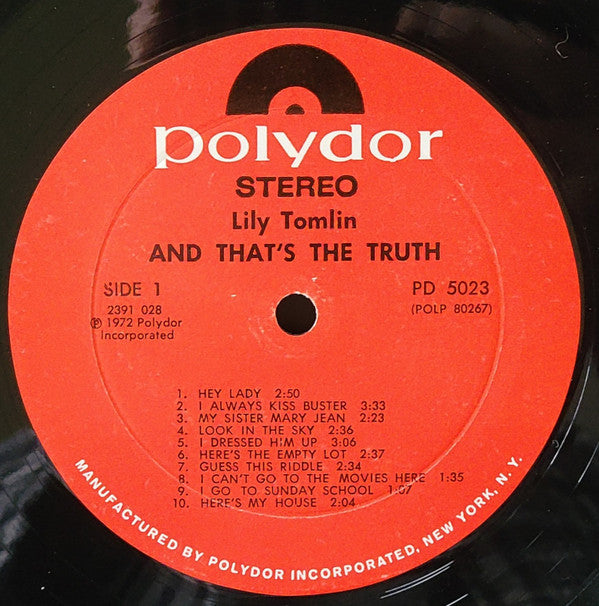 polydor
STEREO
Lily Tomlin
AND THAT'S THE TRUTH
SIDE 1
PD 5023
2391 028
(POLP 80267)
℗ 1972 Polydor
Incorporated
1. HEY LADY 2:50
2. I ALWAYS KISS BUSTER 3:33
3. MY SISTER MARY JEAN 2:23
4. LOOK IN THE SKY 2:36
5. I DRESSED HIM UP 3:06
6. HERE'S THE EMPTY LOT 2:37
7. GUESS THIS RIDDLE 2:34
8. I CAN'T GO TO THE MOVIES HERE 1:35
9. I GO TO SUNDAY SCHOOL 1:07
10. HERE'S MY HOUSE 2:04
MANUFACTURED BY POLYDOR INCORPORATED, NEW YORK, N. Y.